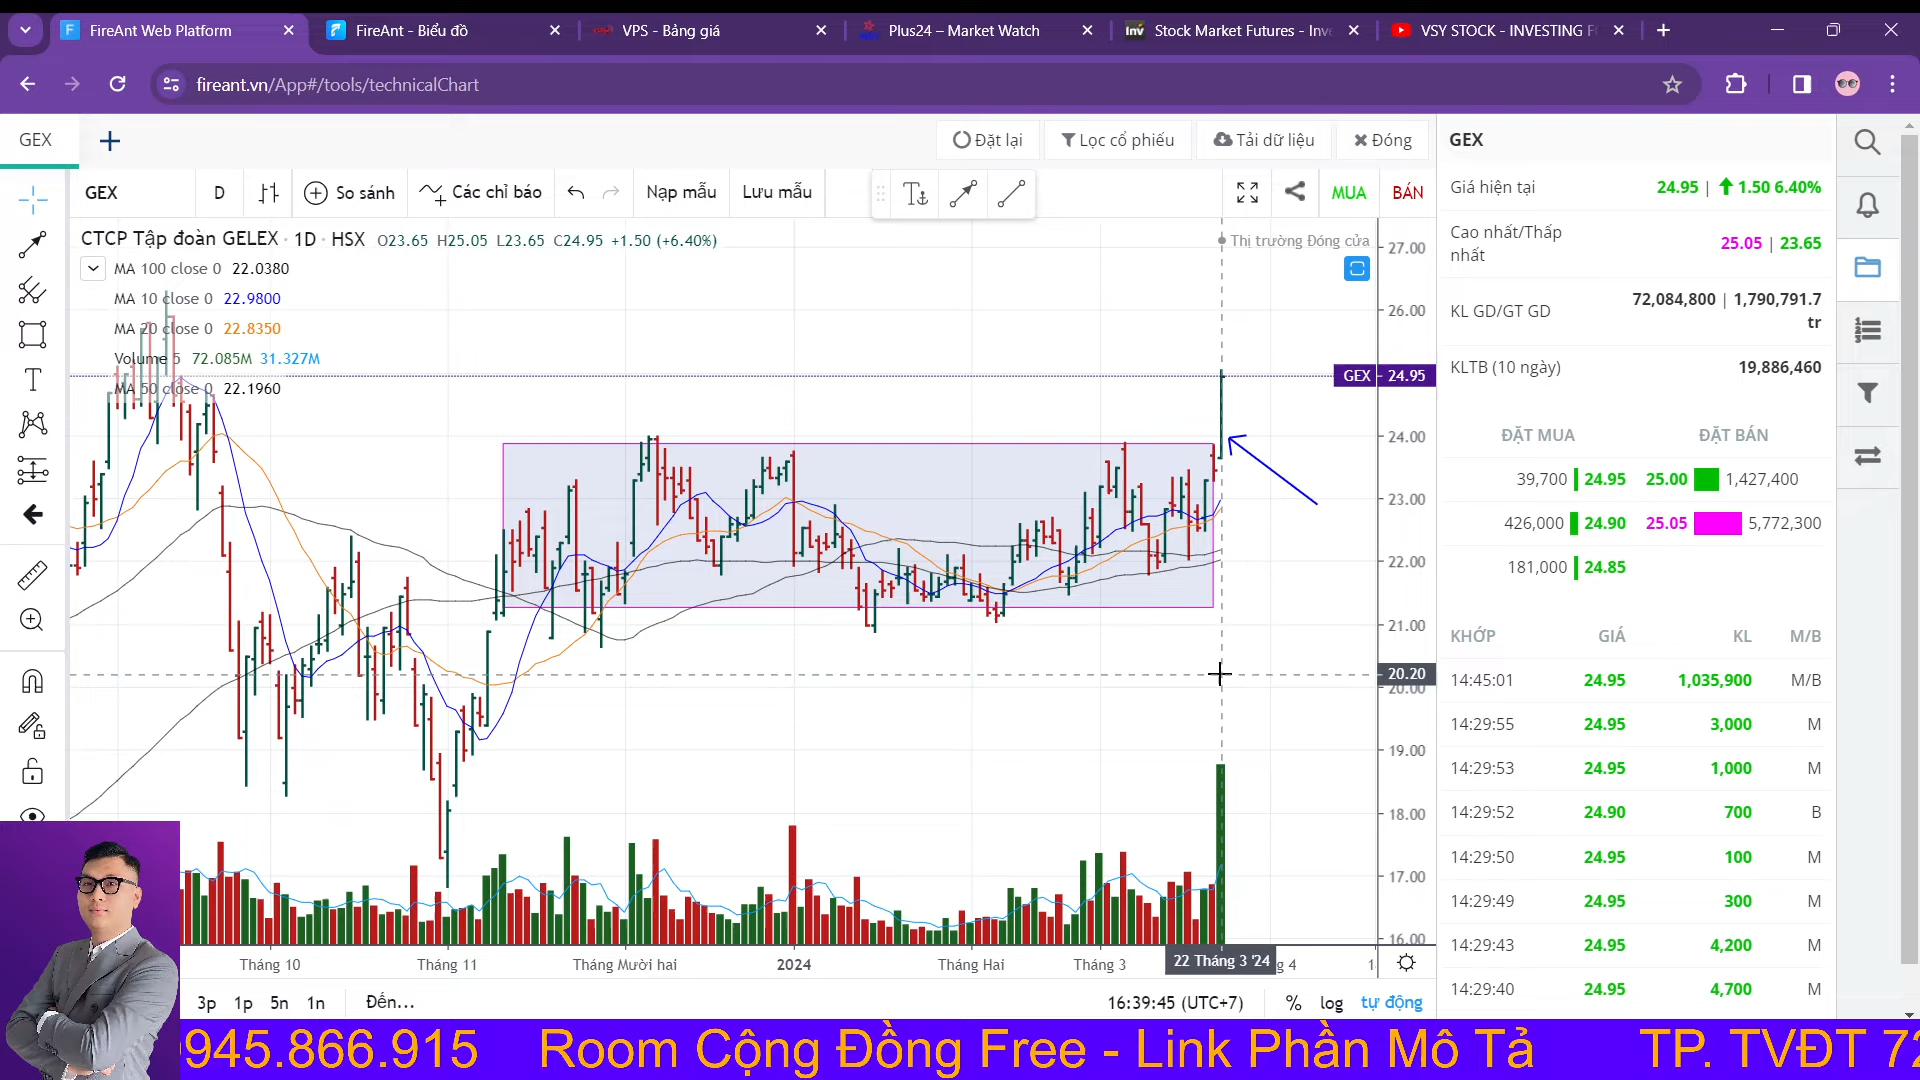 FireAnt Web Platform
FireAnt - Biểu đồ
VPS - Bảng giá
Plus24 – Market Watch
Stock Market Futures - Inve
VSY STOCK - INVESTING F
fireant.vn/App#/tools/technicalChart
GEX
Đặt lại
Lọc cổ phiếu
Tải dữ liệu
Đóng
GEX D So sánh Các chỉ báo Nạp mẫu Lưu mẫu MUA BÁN
CTCP Tập đoàn GELEX · 1D · HSX O23.65 H25.05 L23.65 C24.95 +1.50 (+6.40%)
Thị trường Đóng cửa
MA 100 close 0 22.0380
MA 10 close 0 22.9800
MA 20 close 0 22.8350
Volume 5 72.085M 31.327M
MA 50 close 0 22.1960
27.00
26.00
GEX 24.95
24.00
23.00
22.00
21.00
20.20
20.00
19.00
18.00
17.00
16.00
Tháng 10 Tháng 11 Tháng Mười hai 2024 Tháng Hai Tháng 3 22 Tháng 3 '24 g 4
3p 1p 5n 1n Đến... 16:39:45 (UTC+7) % log tự động
GEX
Giá hiện tại 24.95 | 1.50 6.40%
Cao nhất/Thấp nhất 25.05 | 23.65
KL GD/GT GD 72,084,800 | 1,790,791.7 tr
KLTB (10 ngày) 19,886,460
ĐẶT MUA ĐẶT BÁN
39,700 24.95 25.00 1,427,400
426,000 24.90 25.05 5,772,300
181,000 24.85
KHỚP GIÁ KL M/B
14:45:01 24.95 1,035,900 M/B
14:29:55 24.95 3,000 M
14:29:53 24.95 1,000 M
14:29:52 24.90 700 B
14:29:50 24.95 100 M
14:29:49 24.95 300 M
14:29:43 24.95 4,200 M
14:29:40 24.95 4,700 M
945.866.915 Room Cộng Đồng Free - Link Phần Mô Tả TP. TVĐT 72